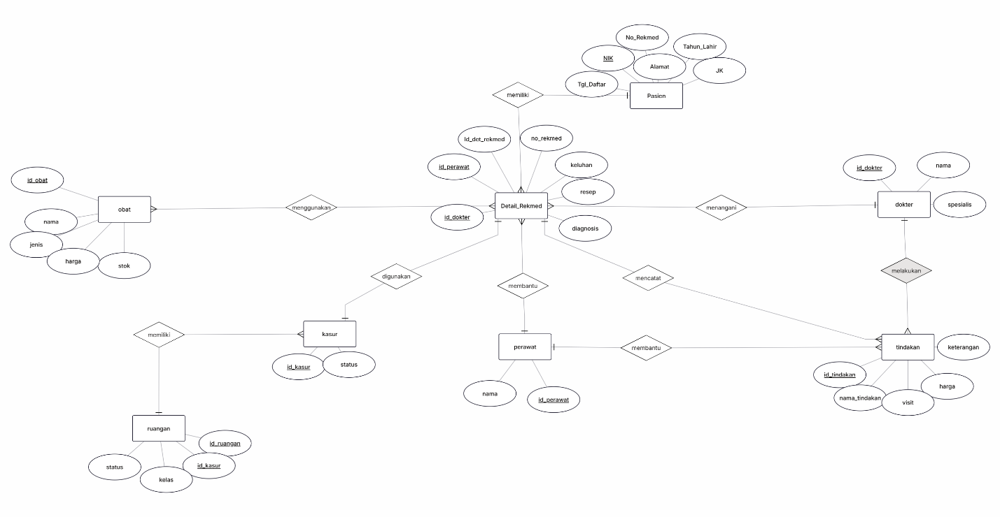 No_Rekmed
Tahun_Lahir
NIK
Alamat
JK
Tgl_Daftar
memiliki
Pasien
Id_det_rekmed
no_rekmed
id_perawat
keluhan
id_dokter
nama
id_obat
resep
obat
menggunakan
Detail_Rekmed
menangani
dokter
spesialis
nama
id_dokter
diagnosis
jenis
harga
stok
digunakan
membantu
mencatat
melakukan
memiliki
kasur
perawat
membantu
tindakan
keterangan
id_kasur
status
id_tindakan
nama
id_perawat
nama_tindakan
visit
harga
ruangan
id_ruangan
status
id_kasur
kelas